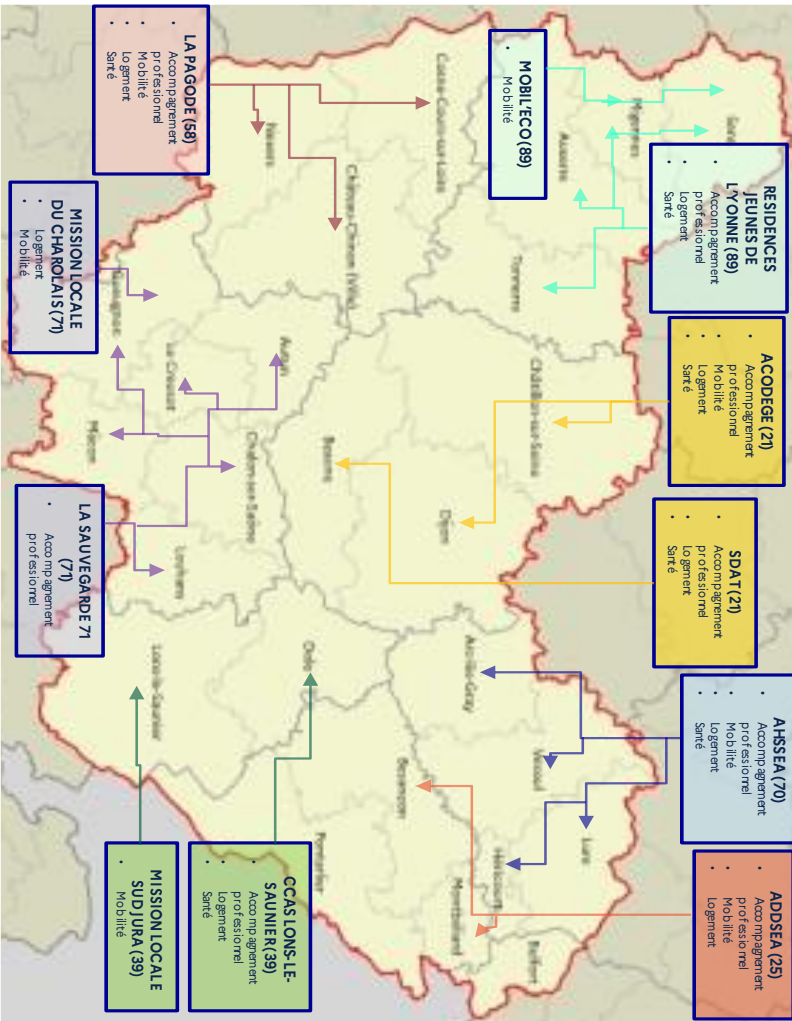 RESIDENCES
JEUNES DE
L'YONNE (89)
• Accompagnement
professionnel
• Logement
• Santé
ACODEGE (21)
• Accompagnement
professionnel
• Mobilité
• Logement
• Santé
SDAT (21)
• Accompagnement
professionnel
• Logement
• Santé
AHSSEA (70)
• Accompagnement
professionnel
• Mobilité
• Logement
• Santé
ADDSEA (25)
• Accompagnement
professionnel
• Mobilité
• Logement
MOBIL'ECO (89)
• Mobilité
Migennes
Auxerre
Tonnerre
Châtillon-sur-Seine
Lure
Vesoul
Belfort
Héricourt
Montbéliard
Arc-lès-Gray
Dijon
Besançon
Cosne-Cours-sur-Loire
Château-Chinon (Ville)
Beaune
Dole
Pontarlier
Nevers
Autun
Chalon-sur-Saône
Le Creusot
Louhans
Lons-le-Saunier
Gueugnon
Mâcon
LA PAGODE (58)
• Accompagnement
professionnel
• Mobilité
• Logement
• Santé
MISSION LOCALE
DU CHAROLAIS (71)
• Logement
• Mobilité
LA SAUVEGARDE 71
(71)
• Accompagnement
professionnel
CCAS LONS-LE-
SAUNIER (39)
• Accompagnement
professionnel
• Logement
• Santé
MISSION LOCALE
SUD JURA (39)
• Mobilité